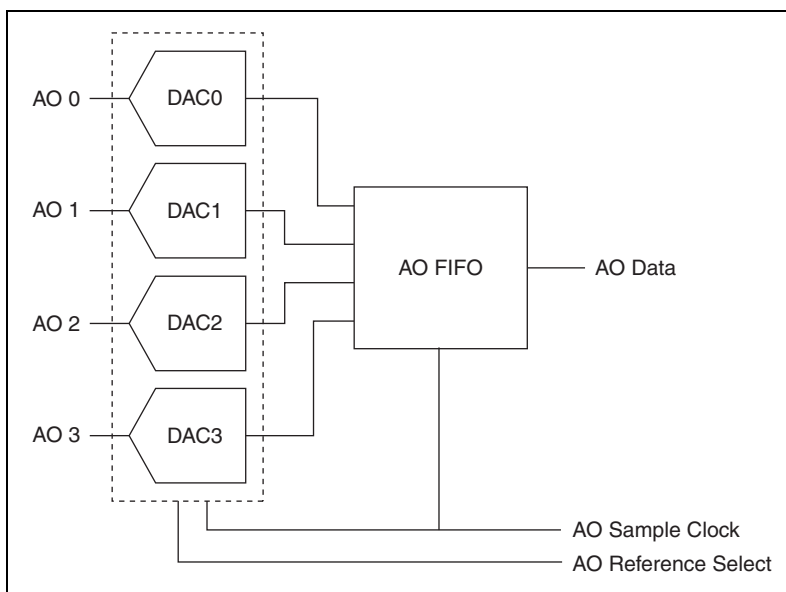 AO 0
DAC0
AO 1
DAC1
AO 2
DAC2
AO 3
DAC3
AO FIFO
AO Data
AO Sample Clock
AO Reference Select